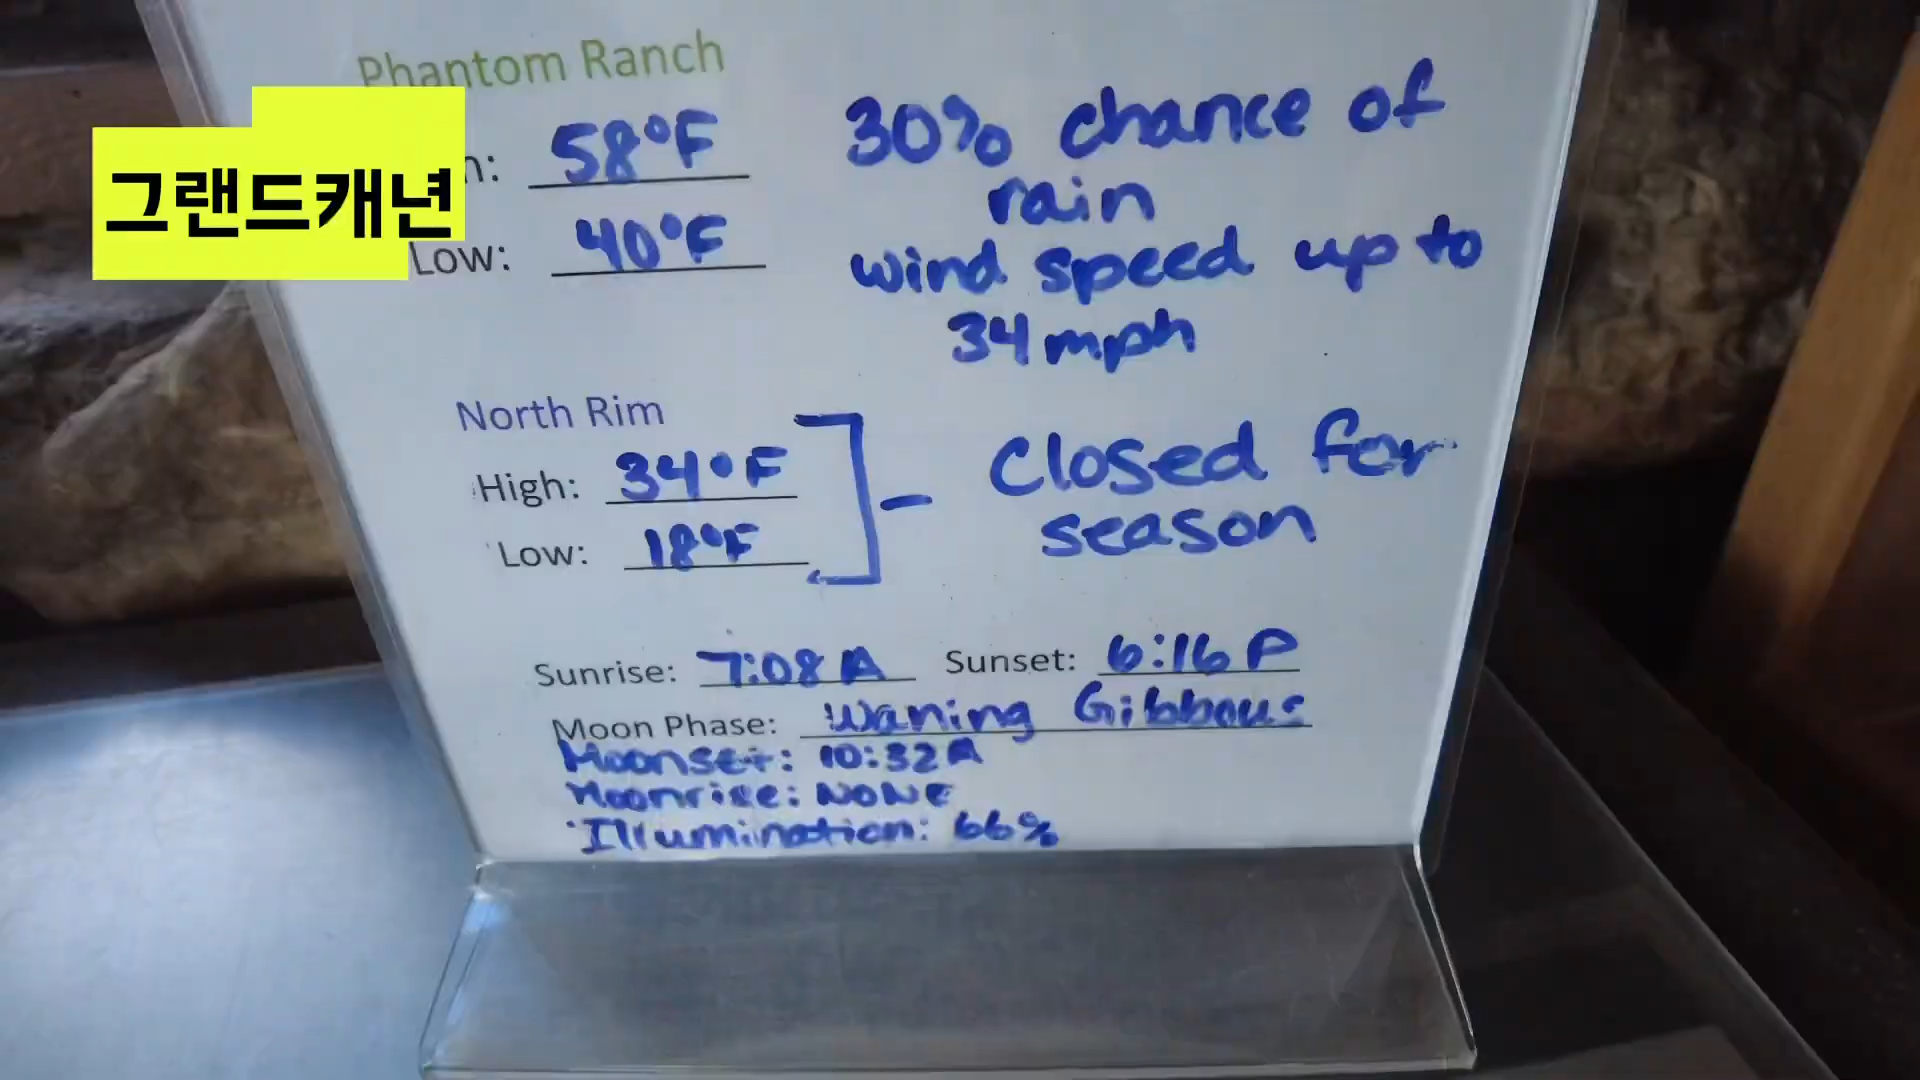 Phantom Ranch
그랜드캐년
58°F
Low: 40°F
30% chance of
rain
wind speed up to
34 mph
North Rim
High: 34°F
Low: 18°F
- Closed for
season
Sunrise: 7:08 A Sunset: 6:16 P
Moon Phase: Waning Gibbous
Moonset: 10:32 A
Moonrise: NONE
Illumination: 66%